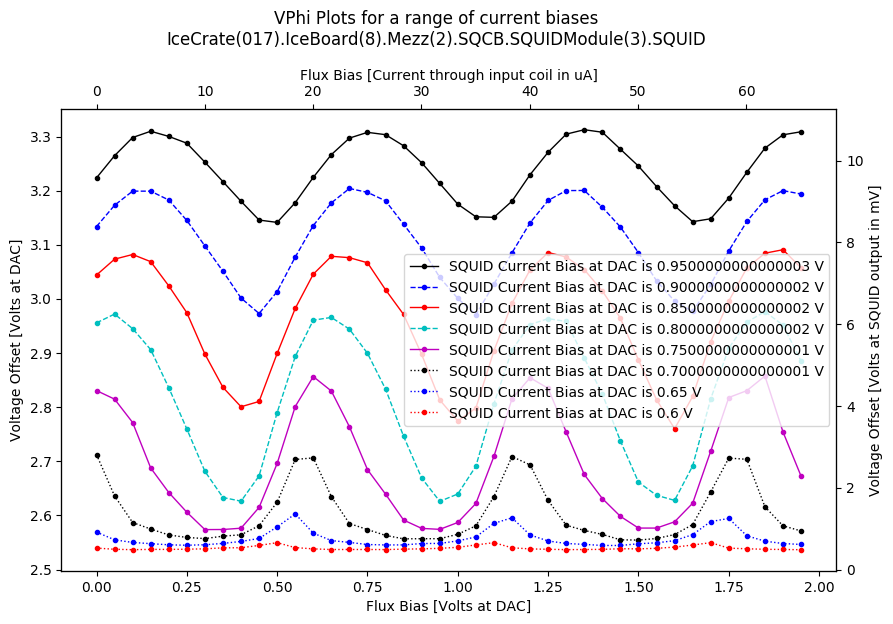 VPhi Plots for a range of current biases
IceCrate(017).IceBoard(8).Mezz(2).SQCB.SQUIDModule(3).SQUID
Flux Bias [Current through input coil in uA]
0 10 20 30 40 50 60
Voltage Offset [Volts at DAC]
3.3
3.2
3.1
3.0
2.9
2.8
2.7
2.6
2.5
SQUID Current Bias at DAC is 0.9500000000000003 V
SQUID Current Bias at DAC is 0.9000000000000002 V
SQUID Current Bias at DAC is 0.8500000000000002 V
SQUID Current Bias at DAC is 0.8000000000000002 V
SQUID Current Bias at DAC is 0.7500000000000001 V
SQUID Current Bias at DAC is 0.7000000000000001 V
SQUID Current Bias at DAC is 0.65 V
SQUID Current Bias at DAC is 0.6 V
10
8
6
4
2
0
Voltage Offset [Volts at SQUID output in mV]
0.00 0.25 0.50 0.75 1.00 1.25 1.50 1.75 2.00
Flux Bias [Volts at DAC]